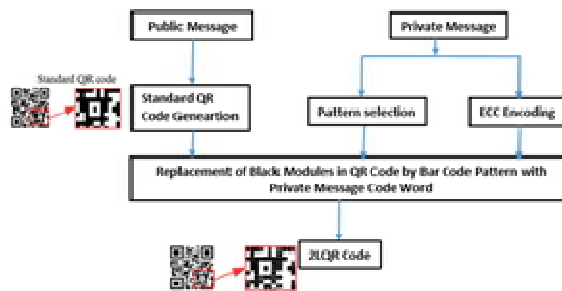 Public Message
Private Message
Standard QR code
Standard QR
Code Geneartion
Pattern selection
ECC Encoding
Replacement of Black Modules in QR Code by Bar Code Pattern with
Private Message Code Word
2LQR Code